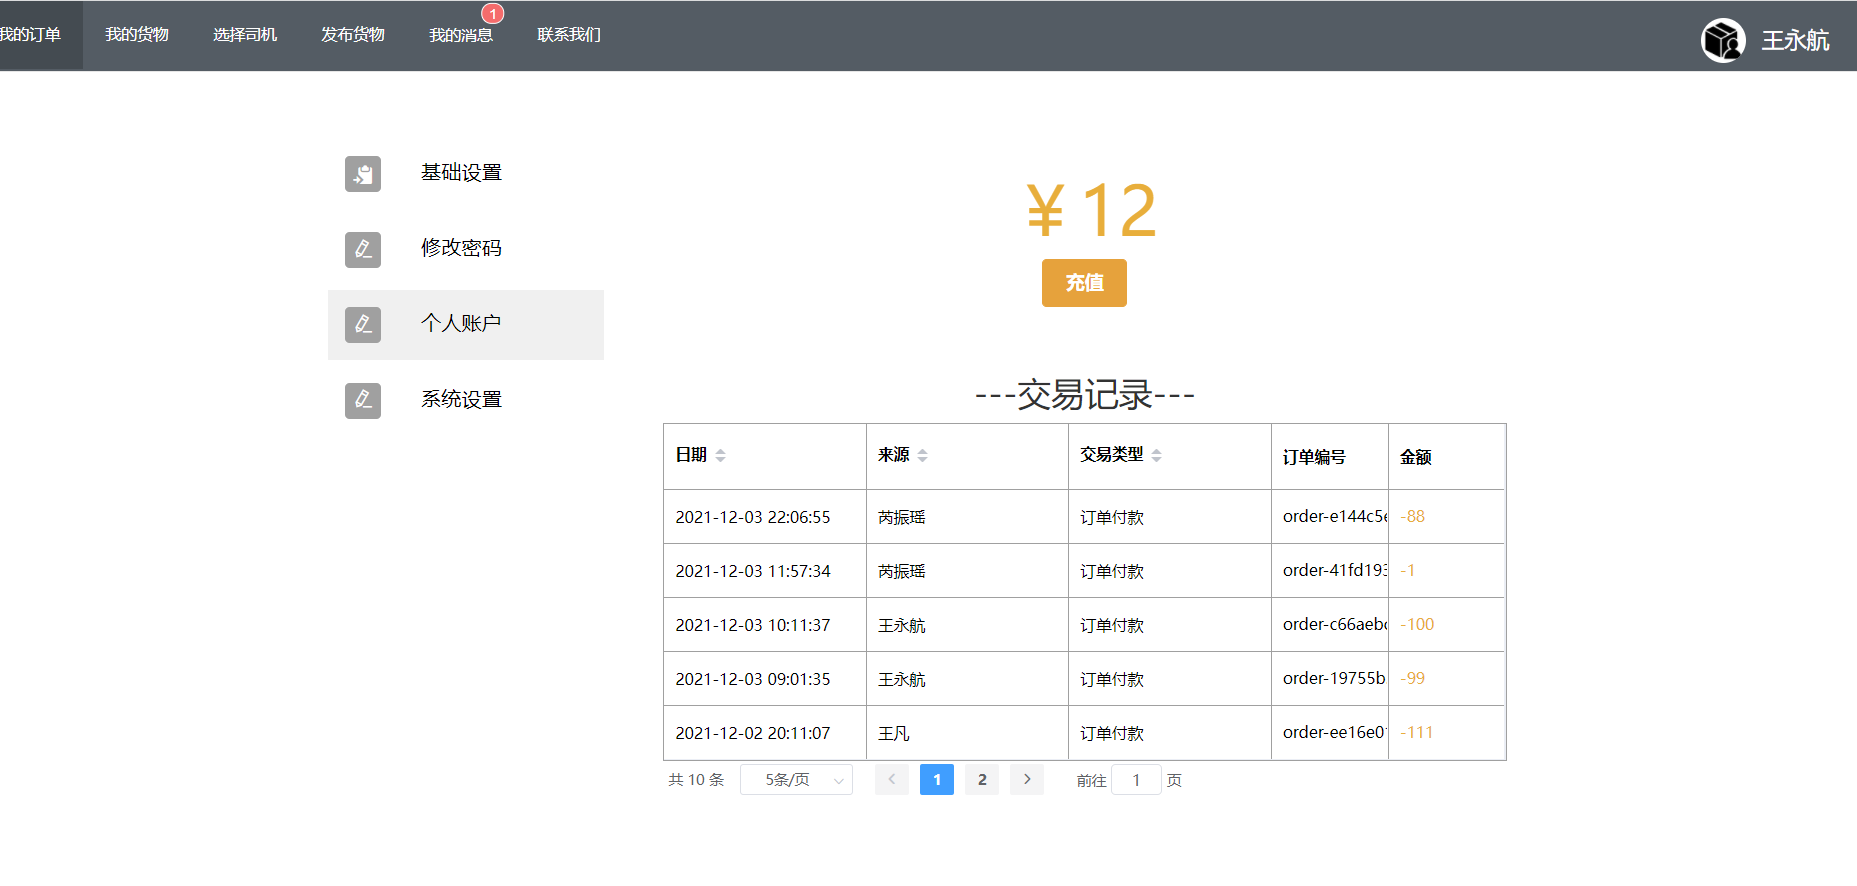 我的订单 我的货物 选择司机 发布货物 我的消息 1 联系我们 王永航
基础设置
修改密码
个人账户
系统设置
¥ 12
充值
---交易记录---
日期 来源 交易类型 订单编号 金额
2021-12-03 22:06:55 芮振瑶 订单付款 order-e144c5e -88
2021-12-03 11:57:34 芮振瑶 订单付款 order-41fd193 -1
2021-12-03 10:11:37 王永航 订单付款 order-c66aeb -100
2021-12-03 09:01:35 王永航 订单付款 order-19755b -99
2021-12-02 20:11:07 王凡 订单付款 order-ee16e0 -111
共 10 条 5条/页 1 2 前往 1 页